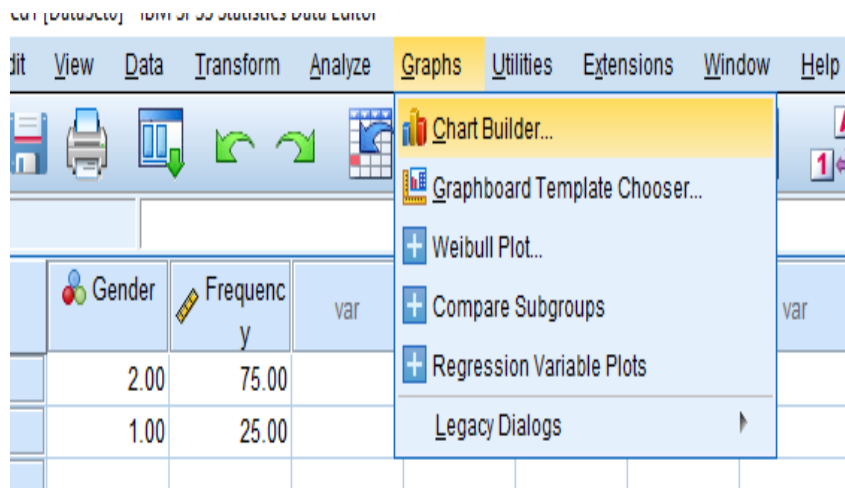 dit View Data Transform Analyze Graphs Utilities Extensions Window Help
Chart Builder...
Graphboard Template Chooser...
Weibull Plot...
Compare Subgroups
Regression Variable Plots
Legacy Dialogs
1
Gender Frequenc
y var var
2.00 75.00
1.00 25.00